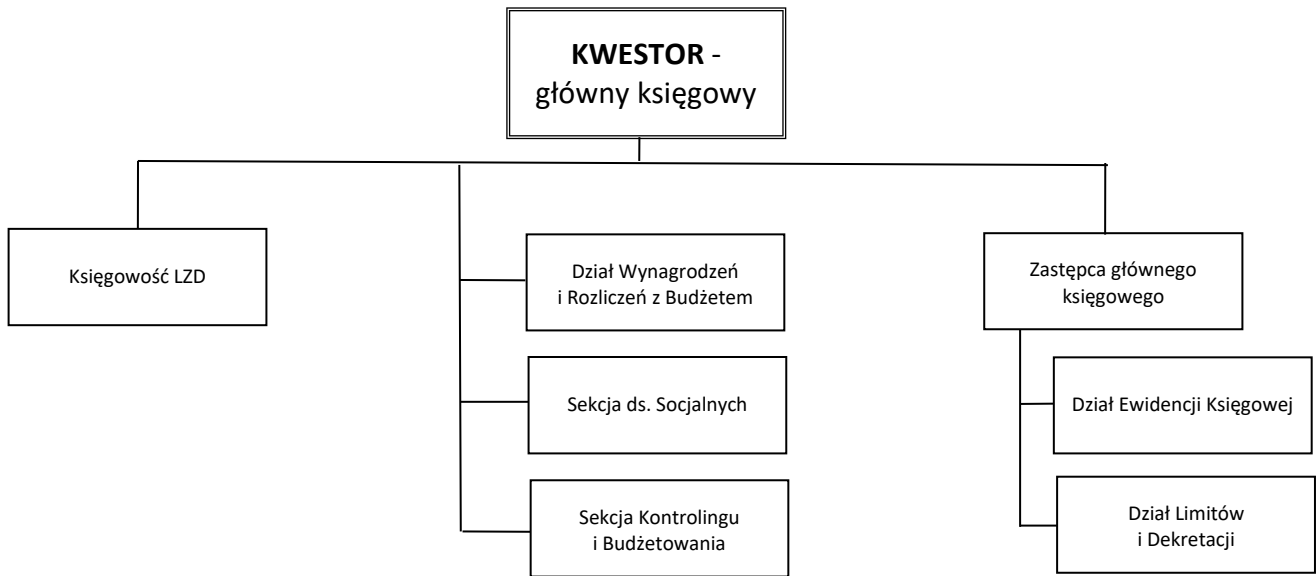 KWESTOR -
główny księgowy
Księgowość LZD
Dział Wynagrodzeń
i Rozliczeń z Budżetem
Zastępca głównego
księgowego
Sekcja ds. Socjalnych
Dział Ewidencji Księgowej
Sekcja Kontrolingu
i Budżetowania
Dział Limitów
i Dekretacji